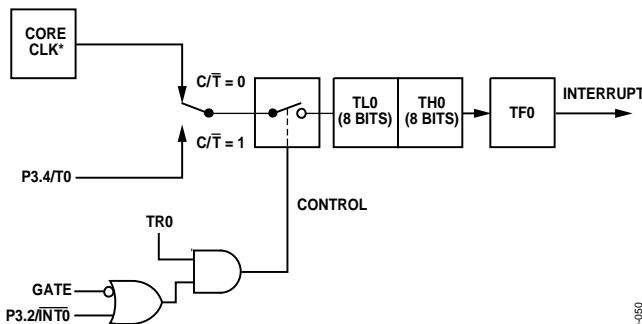 CORE
CLK*
C/T̅ = 0
C/T̅ = 1
TL0
(8 BITS)
TH0
(8 BITS)
TF0
INTERRUPT
P3.4/T0
CONTROL
TR0
GATE
P3.2/I̅N̅T̅0̅
-050